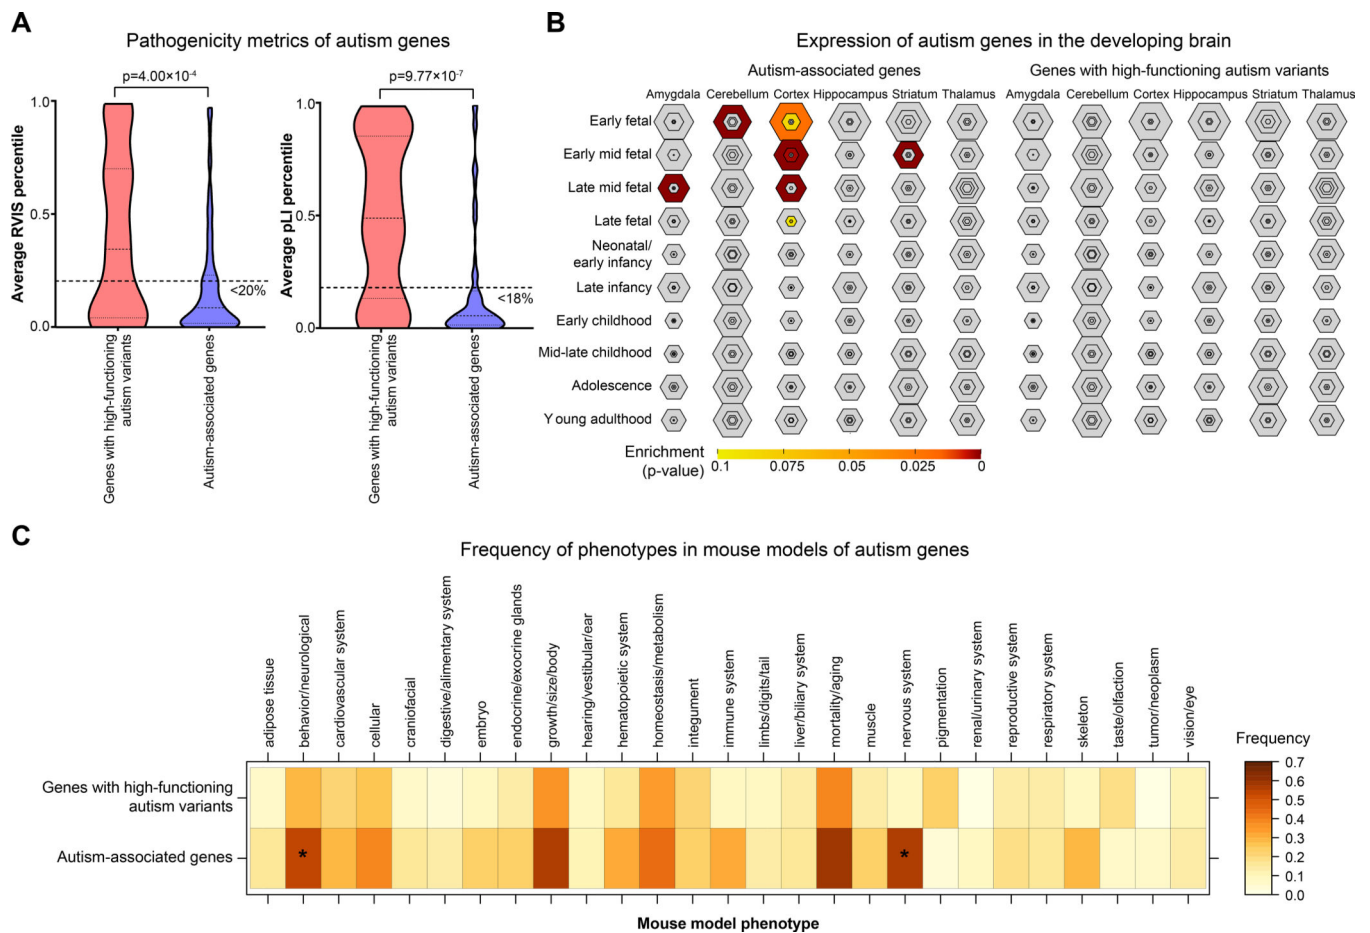 A
Pathogenicity metrics of autism genes
p=4.00×10-4
p=9.77×10-7
Average RVIS percentile
1.0
0.5
0.0
<20%
Genes with high-functioning
autism variants
Autism-associated genes
Average pLI percentile
1.0
0.5
0.0
<18%
Genes with high-functioning
autism variants
Autism-associated genes
B
Expression of autism genes in the developing brain
Autism-associated genes
Genes with high-functioning autism variants
Amygdala Cerebellum Cortex Hippocampus Striatum Thalamus
Amygdala Cerebellum Cortex Hippocampus Striatum Thalamus
Early fetal
Early mid fetal
Late mid fetal
Late fetal
Neonatal/
early infancy
Late infancy
Early childhood
Mid-late childhood
Adolescence
Young adulthood
Enrichment
(p-value)
0.1 0.075 0.05 0.025 0
C
Frequency of phenotypes in mouse models of autism genes
adipose tissue
behavior/neurological
cardiovascular system
cellular
craniofacial
digestive/alimentary system
embryo
endocrine/exocrine glands
growth/size/body
hearing/vestibular/ear
hematopoietic system
homeostasis/metabolism
integument
immune system
limbs/digits/tail
liver/biliary system
mortality/aging
muscle
nervous system
pigmentation
renal/urinary system
reproductive system
respiratory system
skeleton
taste/olfaction
tumor/neoplasm
vision/eye
Genes with high-functioning
autism variants
Autism-associated genes
*
*
Mouse model phenotype
Frequency
0.7
0.6
0.5
0.4
0.3
0.2
0.1
0.0